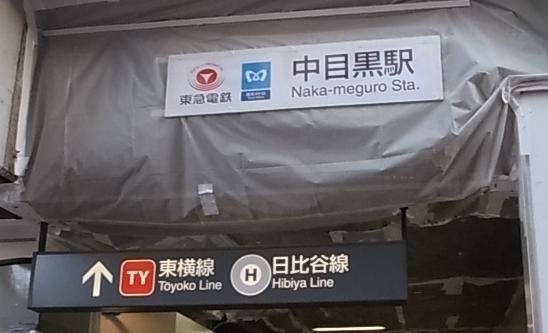 東急電鉄
中目黒駅
Naka-meguro Sta.
TY 東横線
Toyoko Line
H 日比谷線
Hibiya Line